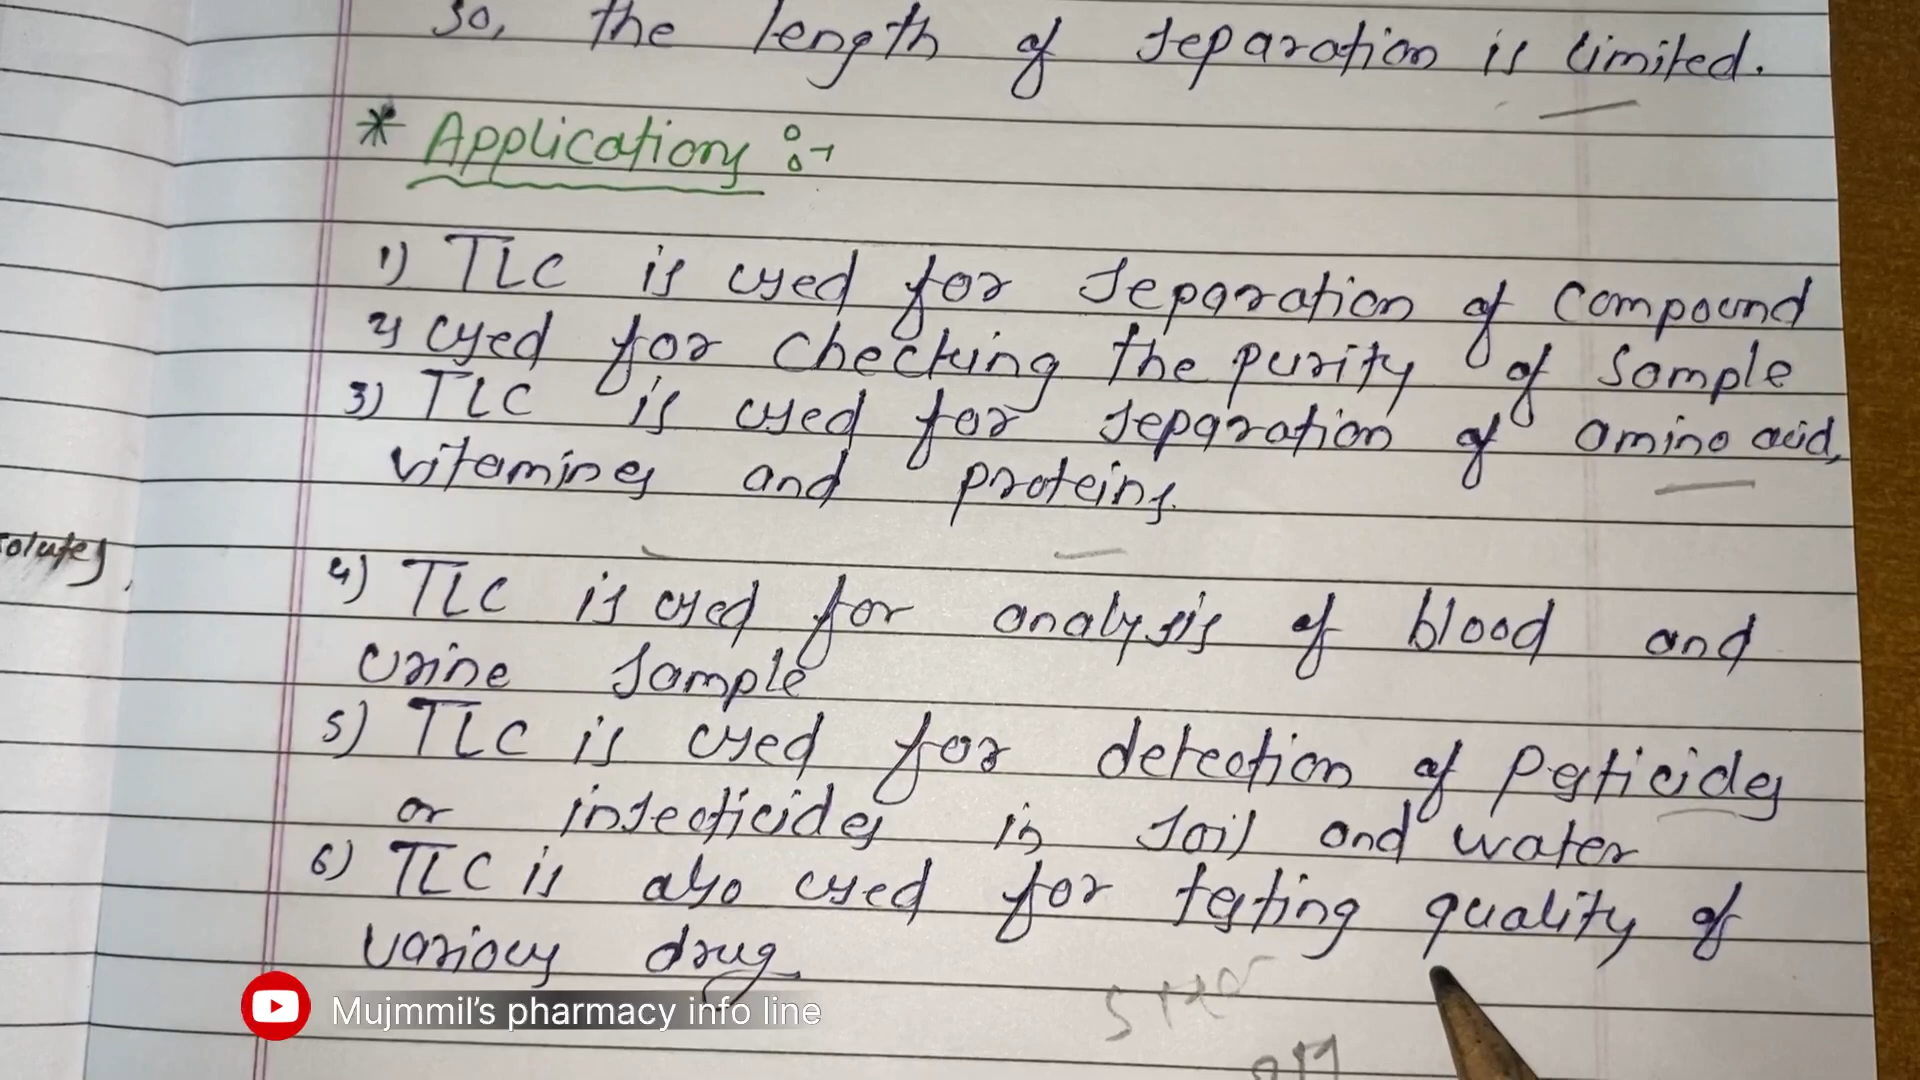 so, the length of separation is limited.
* Applications :-
1) TLC is used for separation of compound
2) used for checking the purity of sample
3) TLC is used for separation of amino acid,
vitamines and proteins.
solutes.
4) TLC is used for analysis of blood and
urine sample
5) TLC is used for detection of Pesticides
or insecticides in soil and water
6) TLC is also used for testing quality of
various drug.
Mujmmil's pharmacy info line